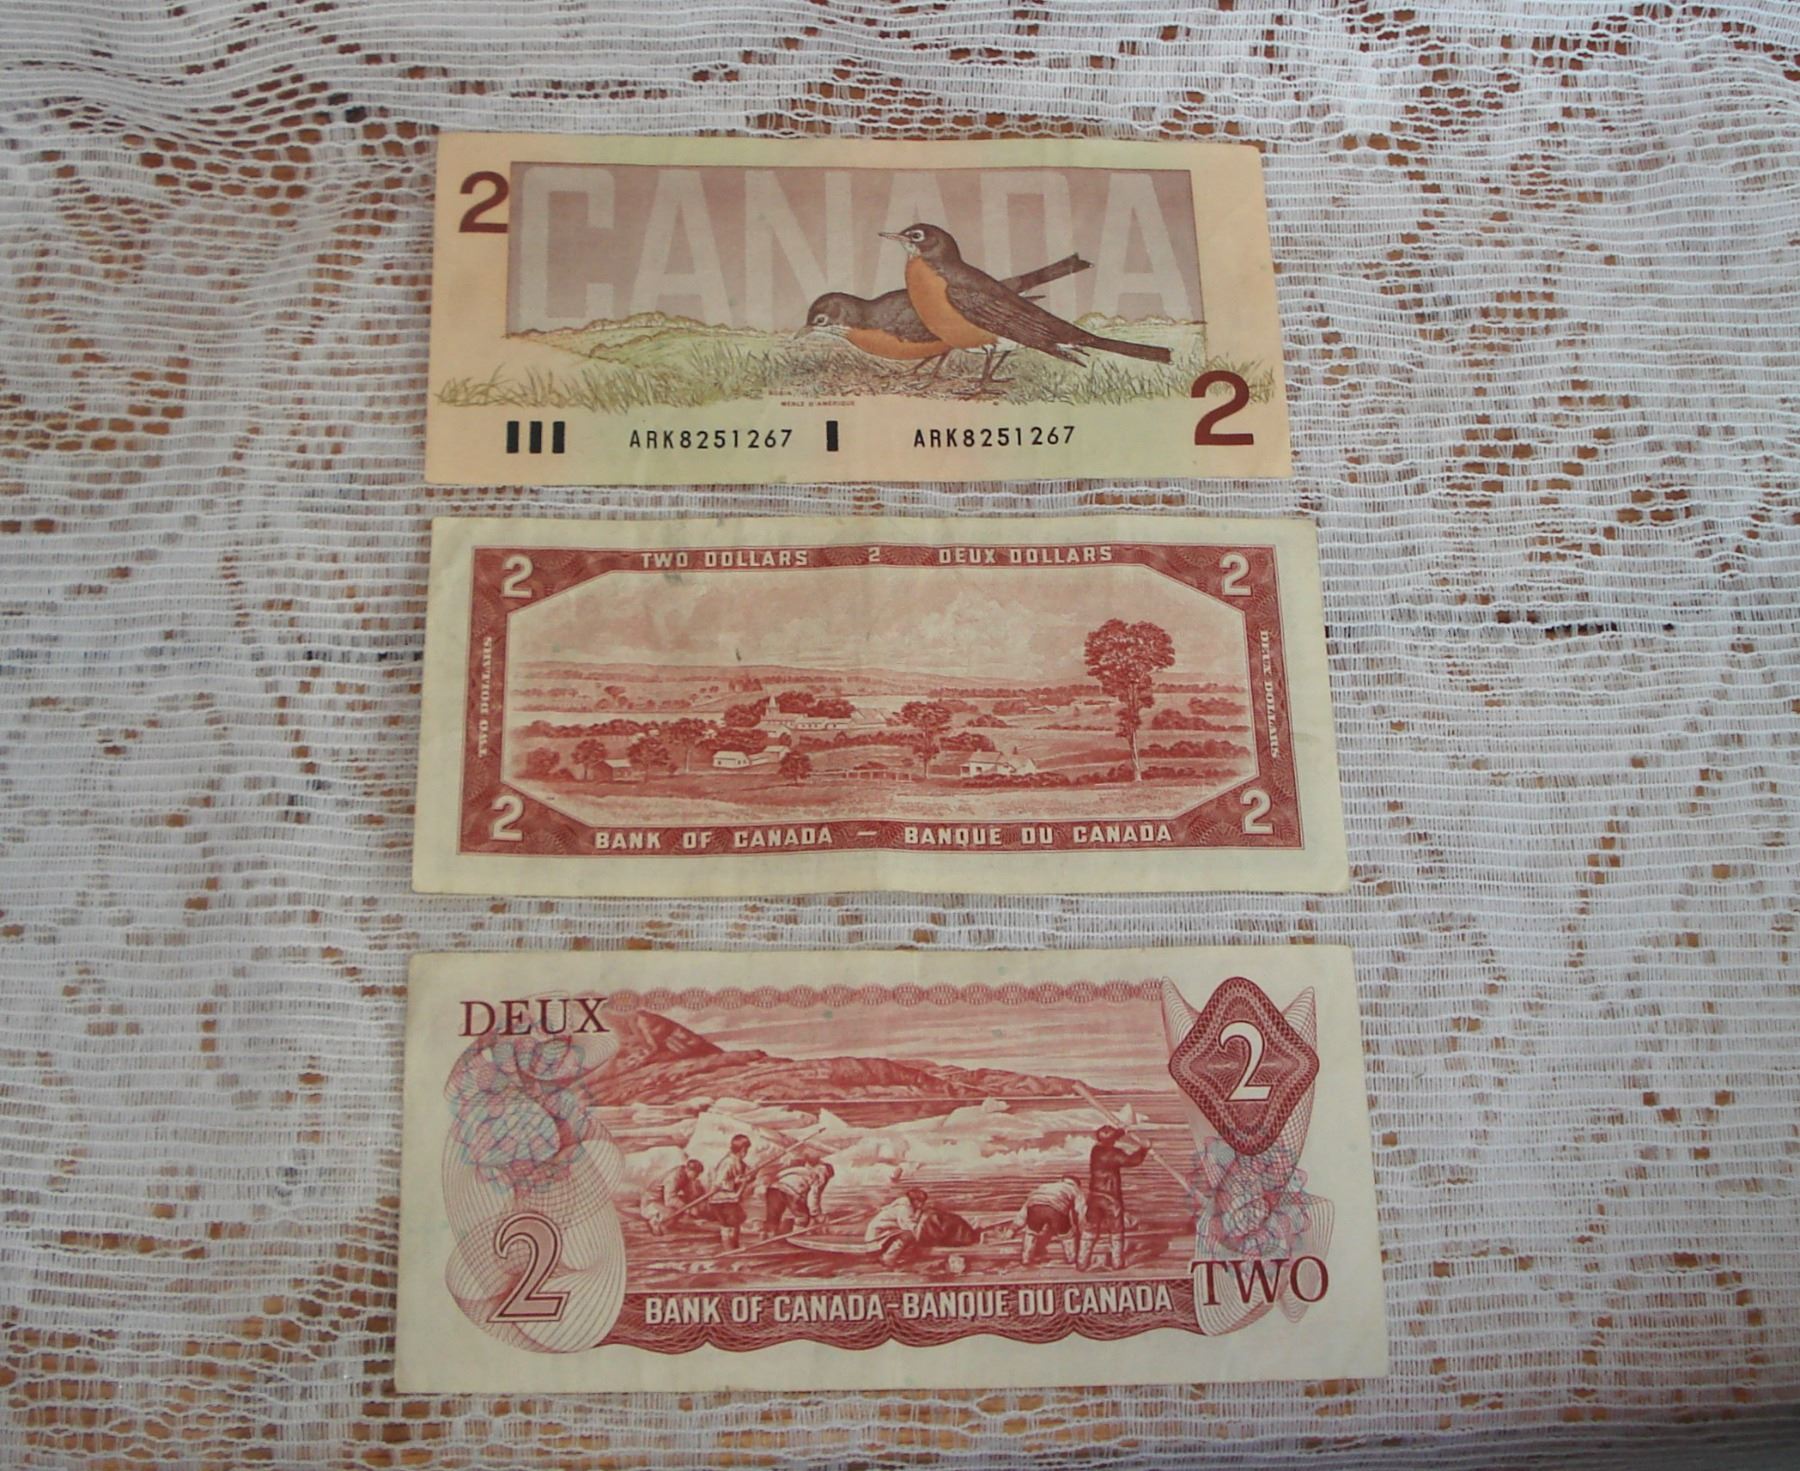 2
CANADA
ROBIN
MERLE D'AMÉRIQUE
2
ARK8251267 ARK8251267
2 TWO DOLLARS 2 DEUX DOLLARS 2
TWO DOLLARS
DEUX DOLLARS
2 BANK OF CANADA — BANQUE DU CANADA 2
DEUX
2
2
TWO
BANK OF CANADA-BANQUE DU CANADA